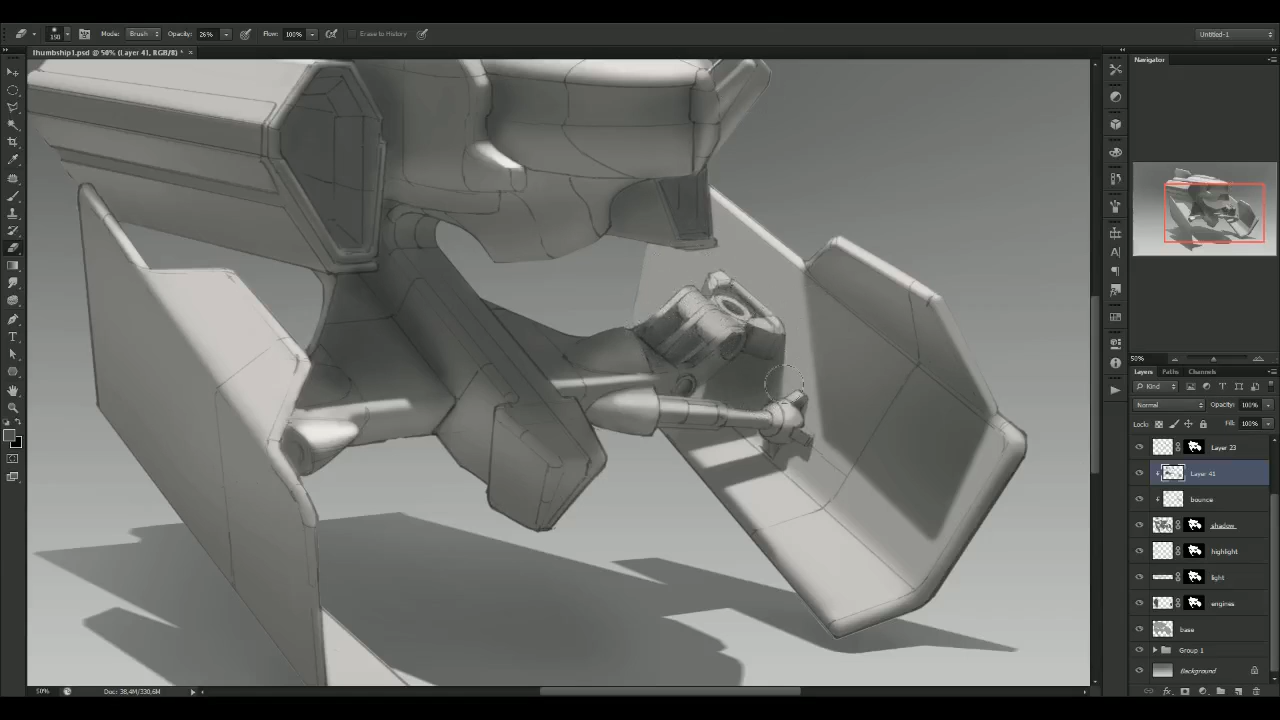 150
Mode: Brush
Opacity: 26%
Flow: 100%
Erase to History
Untitled-1
thumbship1.psd @ 50% (Layer 41, RGB/8) *
Navigator
50%
Layers Paths Channels
Kind
Normal
Opacity: 100%
Lock:
Fill: 100%
Layer 23
Layer 41
bounce
shadow
highlight
light
engines
base
Group 1
Background
50%
Doc: 38,4M/330,6M